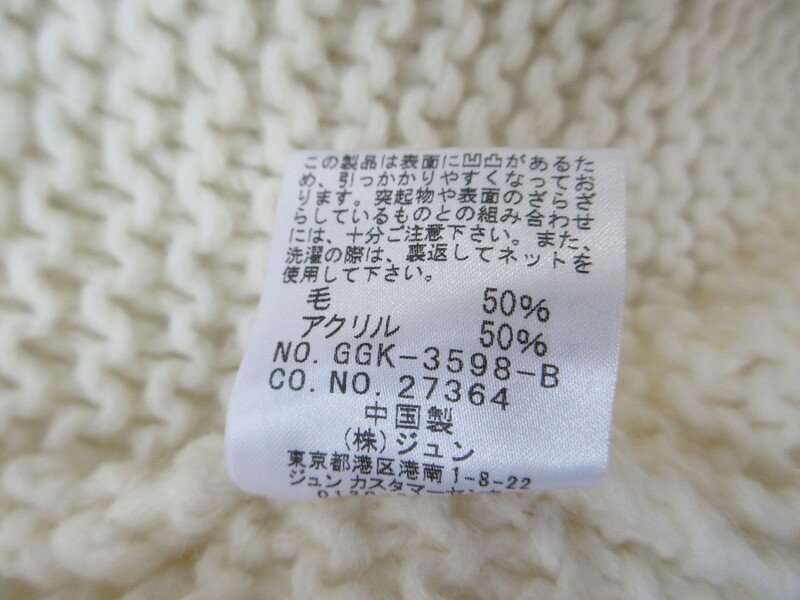 この製品は表面に凹凸があるた
め、引っかかりやすくなってお
ります。突起物や表面のざらざ
らしているものとの組み合わせ
には、十分ご注意下さい。また、
洗濯の際は、裏返してネットを
使用して下さい。
毛 50%
アクリル 50%
NO. GGK-3598-B
CO. NO. 27364
中国製
(株)ジュン
東京都港区港南1-8-22
ジュン カスタマーセンタ